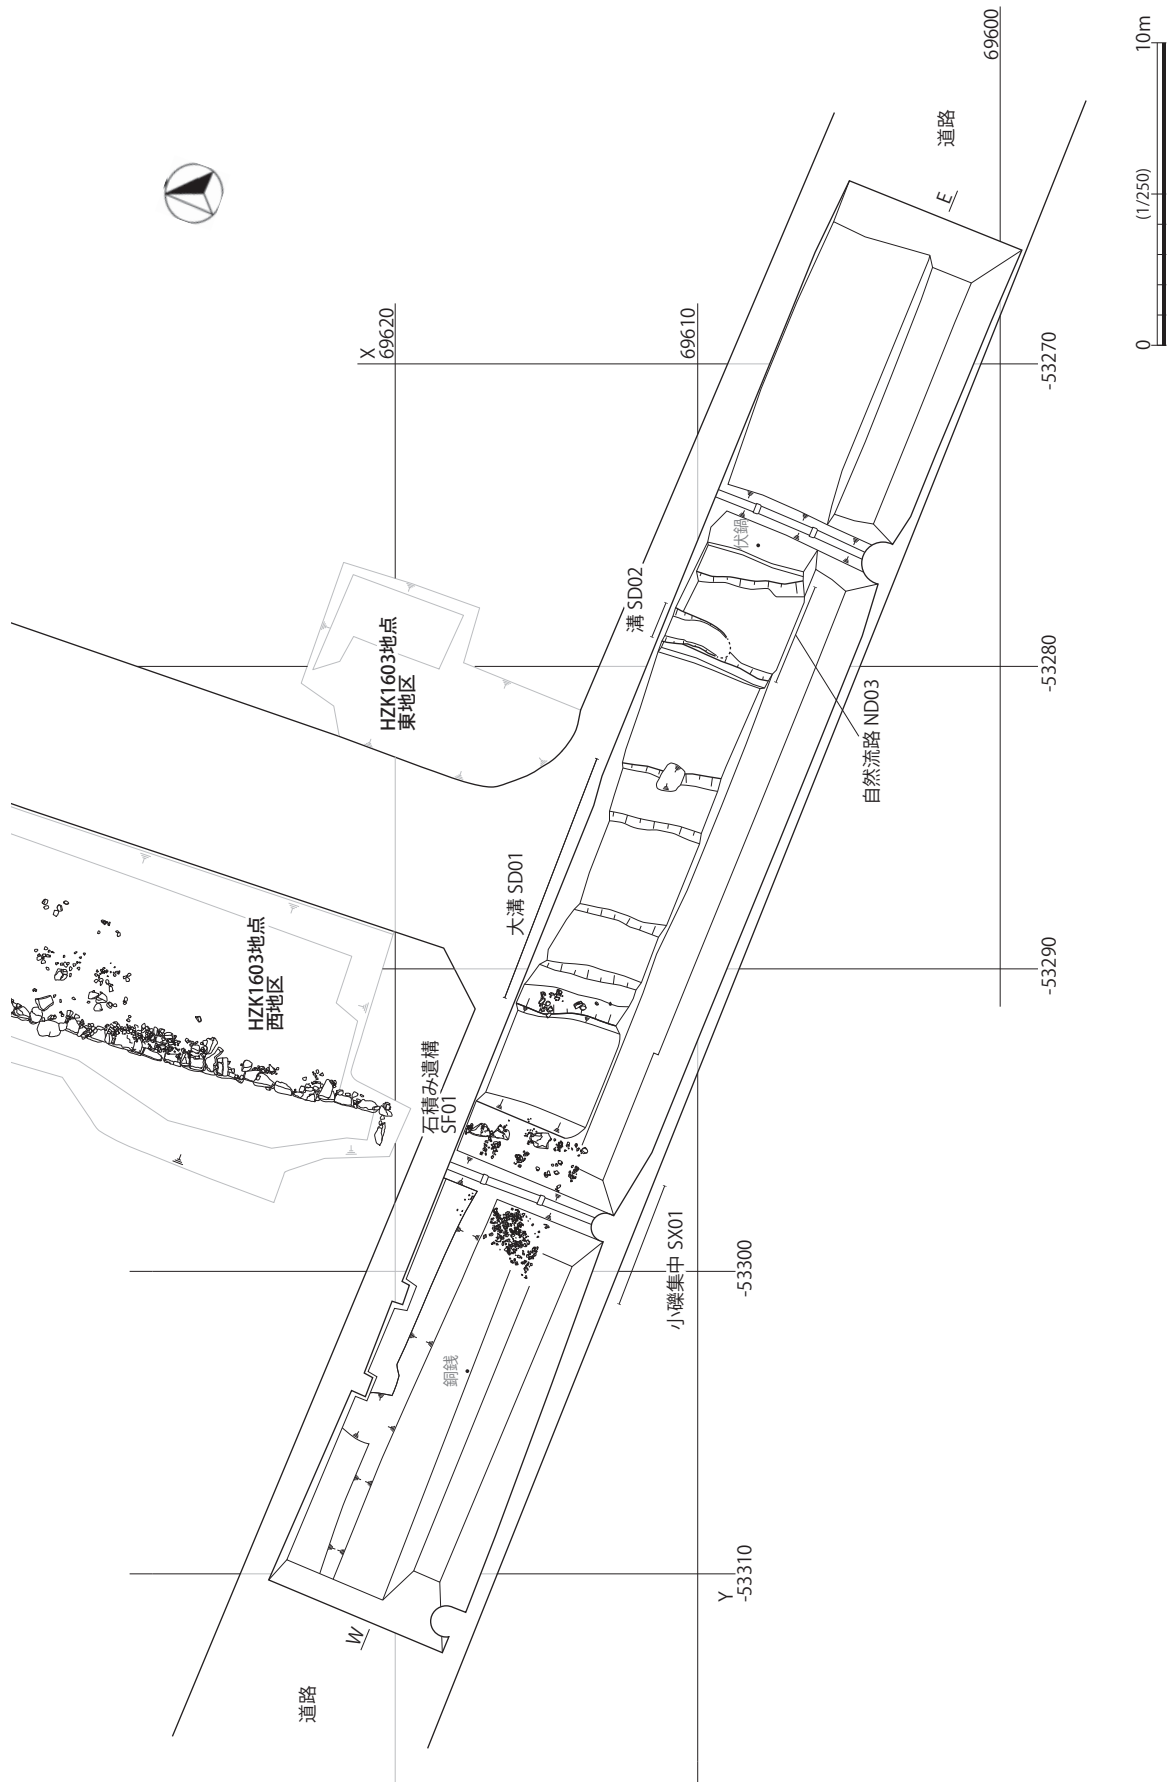 10m
(1/250)
0
69600
道路
E
X
69620
69610
-53270
伏鍋
溝 SD02
HZK1603地点
東地区
-53280
自然流路 ND03
大溝 SD01
HZK1603地点
西地区
-53290
石積み遺構
SF01
小礫集中 SX01
-53300
銅銭
Y
-53310
W
道路